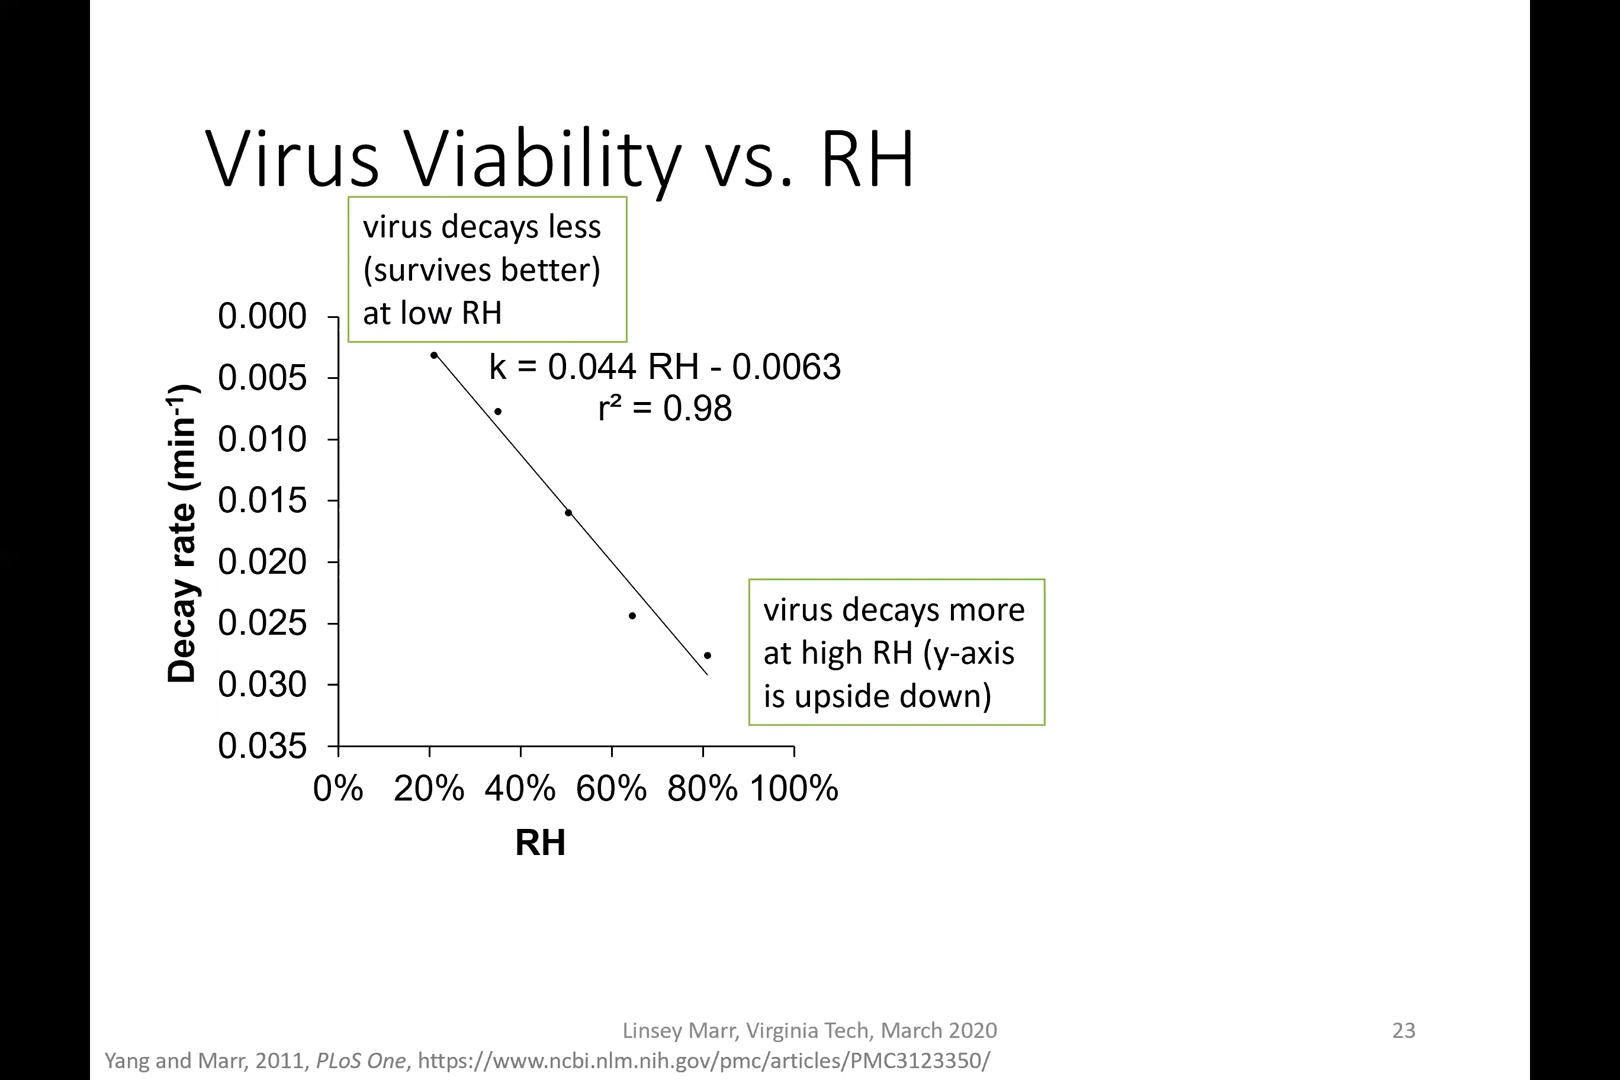 Virus Viability vs. RH
virus decays less
(survives better)
at low RH
0.000
0.005
0.010
0.015
0.020
0.025
0.030
0.035
Decay rate (min⁻¹)
k = 0.044 RH - 0.0063
r² = 0.98
virus decays more
at high RH (y-axis
is upside down)
0% 20% 40% 60% 80% 100%
RH
Linsey Marr, Virginia Tech, March 2020
23
Yang and Marr, 2011, PLoS One, https://www.ncbi.nlm.nih.gov/pmc/articles/PMC3123350/